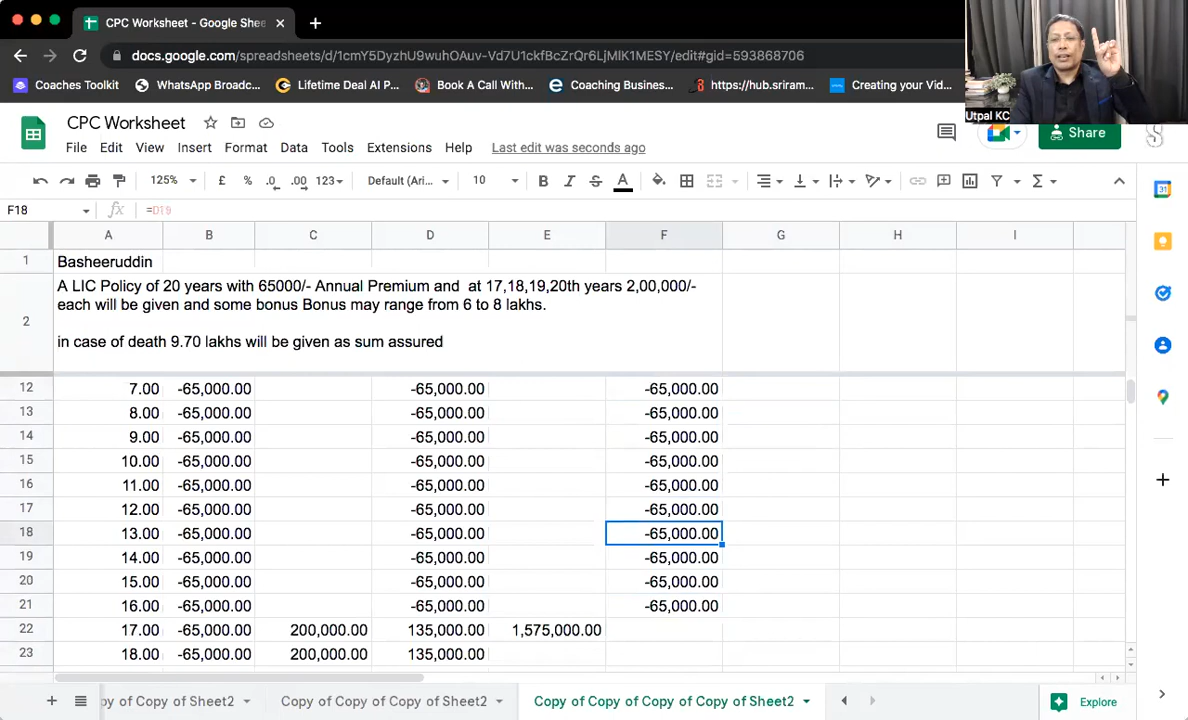 CPC Worksheet - Google Shee
docs.google.com/spreadsheets/d/1crhq5DyzhU9wuhOAuv-Vd7U1ckfBcZrQr6LjMlK1MESY/edit#gid=593868706
Coaches Toolkit WhatsApp Broadc... Lifetime Deal AI P... Book A Call With... Coaching Business... https://hub.sriram... Creating your Vid..
Utpal KC
CPC Worksheet
Share
File Edit View Insert Format Data Tools Extensions Help Last edit was seconds ago
125% £ % .0 .00 123 Default (Ari... 10 B I S A Σ
F18 fx =D19
A B C D E F G H I
1 Basheeruddin
2 A LIC Policy of 20 years with 65000/- Annual Premium and at 17,18,19,20th years 2,00,000/-
each will be given and some bonus Bonus may range from 6 to 8 lakhs.
in case of death 9.70 lakhs will be given as sum assured
12 7.00 -65,000.00 -65,000.00 -65,000.00
13 8.00 -65,000.00 -65,000.00 -65,000.00
14 9.00 -65,000.00 -65,000.00 -65,000.00
15 10.00 -65,000.00 -65,000.00 -65,000.00
16 11.00 -65,000.00 -65,000.00 -65,000.00
17 12.00 -65,000.00 -65,000.00 -65,000.00
18 13.00 -65,000.00 -65,000.00 -65,000.00
19 14.00 -65,000.00 -65,000.00 -65,000.00
20 15.00 -65,000.00 -65,000.00 -65,000.00
21 16.00 -65,000.00 -65,000.00 -65,000.00
22 17.00 -65,000.00 200,000.00 135,000.00 1,575,000.00
23 18.00 -65,000.00 200,000.00 135,000.00
py of Copy of Sheet2 Copy of Copy of Copy of Sheet2 Copy of Copy of Copy of Copy of Sheet2 Explore